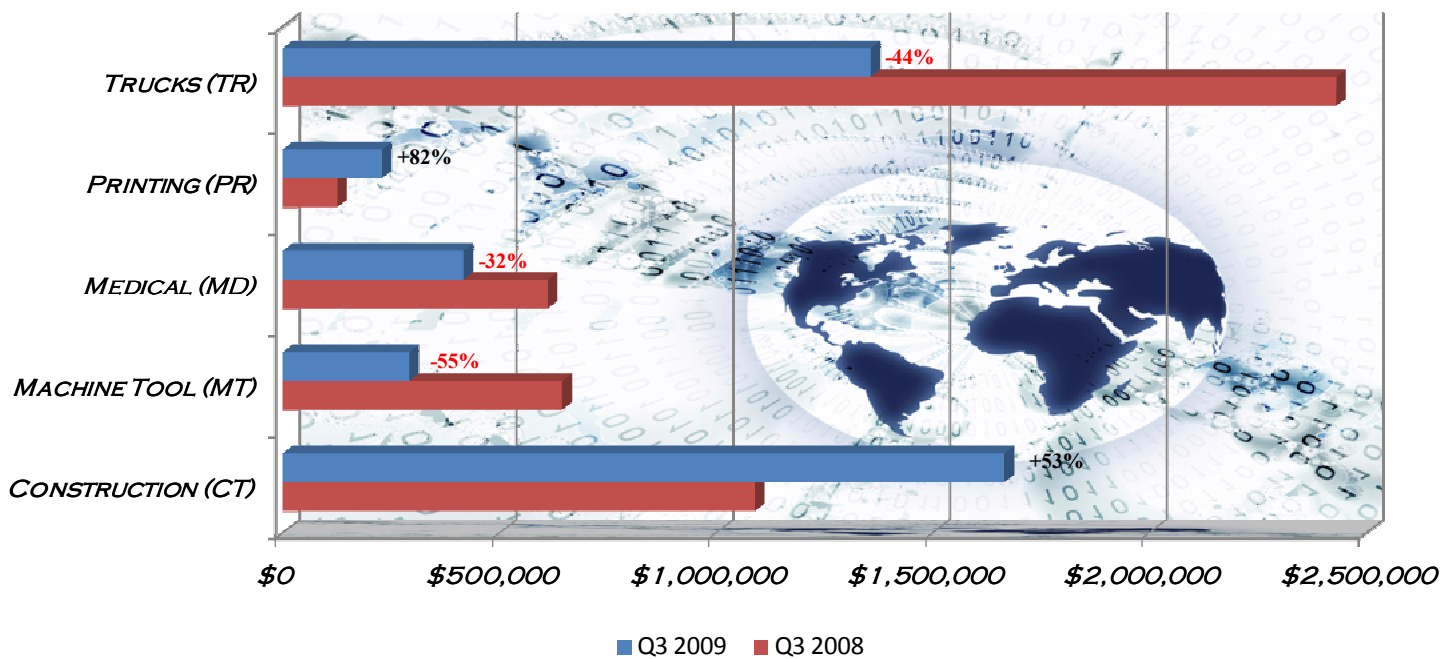 TRUCKS (TR)
-44%
PRINTING (PR)
+82%
MEDICAL (MD)
-32%
MACHINE TOOL (MT)
-55%
CONSTRUCTION (CT)
+53%
$0 $500,000 $1,000,000 $1,500,000 $2,000,000 $2,500,000
Q3 2009 Q3 2008